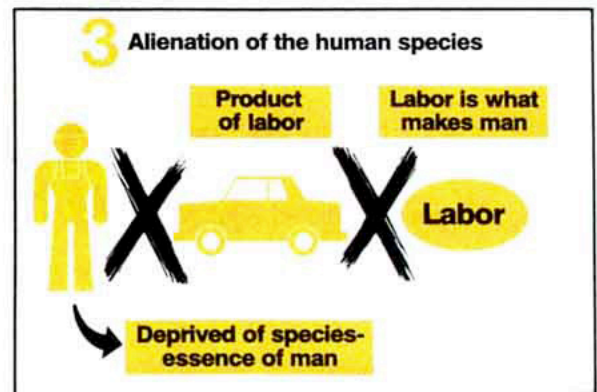 3 Alienation of the human species
Product
of labor
Labor is what
makes man
Labor
Deprived of species-
essence of man